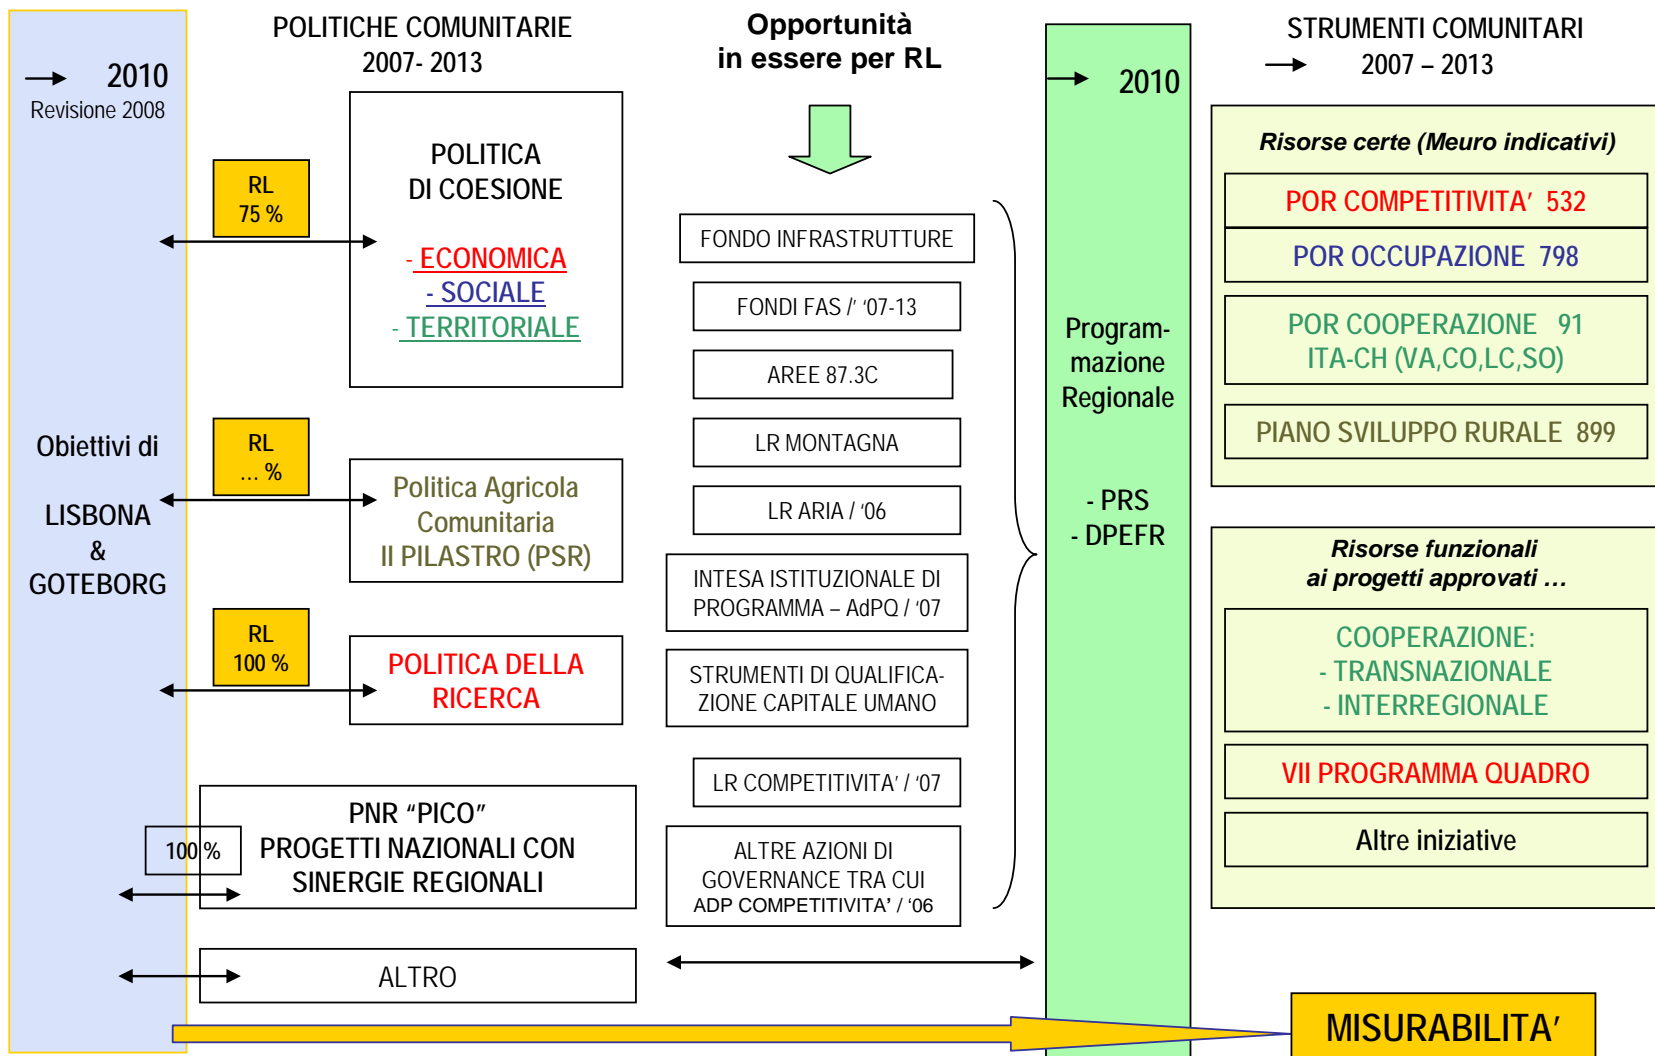 → 2010
Revisione 2008
Obiettivi di
LISBONA
&
GOTEBORG
POLITICHE COMUNITARIE
2007- 2013
RL
75 %
POLITICA
DI COESIONE
- ECONOMICA
- SOCIALE
- TERRITORIALE
RL
... %
Politica Agricola
Comunitaria
II PILASTRO (PSR)
RL
100 %
POLITICA DELLA
RICERCA
100 %
PNR “PICO”
PROGETTI NAZIONALI CON
SINERGIE REGIONALI
ALTRO
Opportunità
in essere per RL
FONDO INFRASTRUTTURE
FONDI FAS /’ ‘07-13
AREE 87.3C
LR MONTAGNA
LR ARIA / ‘06
INTESA ISTITUZIONALE DI
PROGRAMMA – AdPQ / ‘07
STRUMENTI DI QUALIFICA-
ZIONE CAPITALE UMANO
LR COMPETITIVITA’ / ‘07
ALTRE AZIONI DI
GOVERNANCE TRA CUI
ADP COMPETITIVITA’ / ‘06
→ 2010
Program-
mazione
Regionale
- PRS
- DPEFR
STRUMENTI COMUNITARI
→ 2007 – 2013
Risorse certe (Meuro indicativi)
POR COMPETITIVITA’ 532
POR OCCUPAZIONE 798
POR COOPERAZIONE 91
ITA-CH (VA,CO,LC,SO)
PIANO SVILUPPO RURALE 899
Risorse funzionali
ai progetti approvati …
COOPERAZIONE:
- TRANSNAZIONALE
- INTERREGIONALE
VII PROGRAMMA QUADRO
Altre iniziative
MISURABILITA’